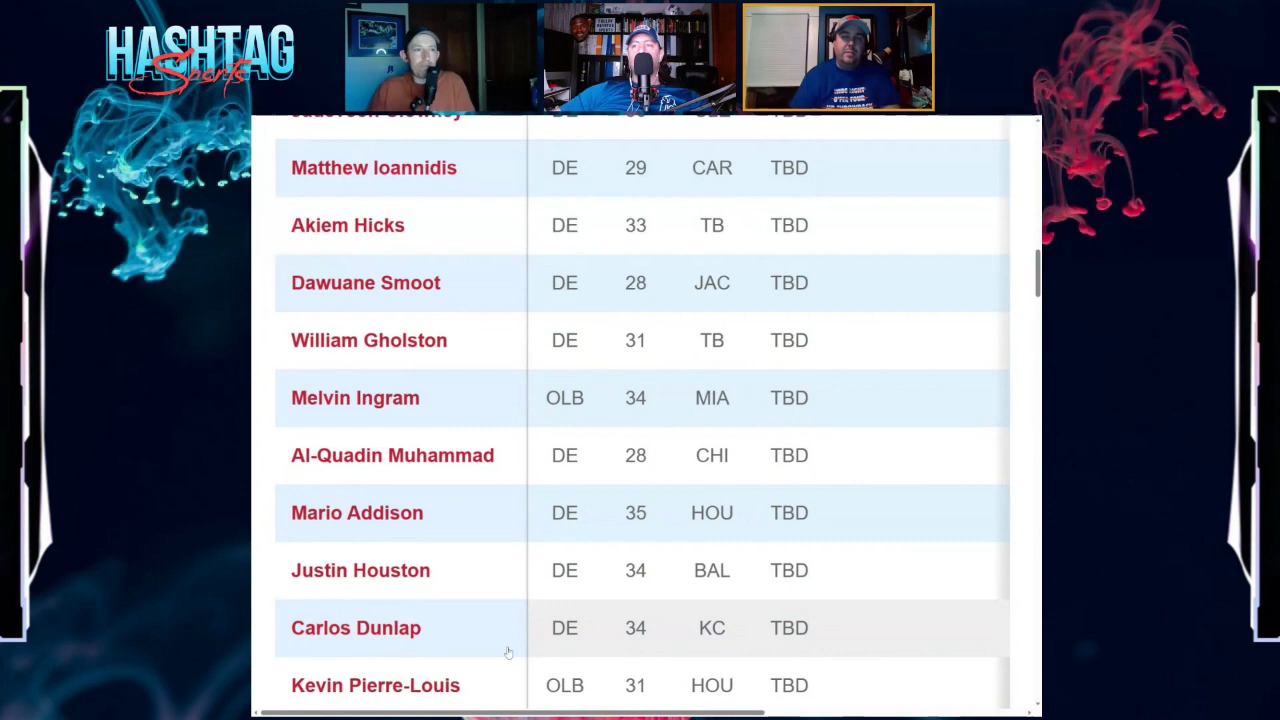 HASHTAG
Sports
Matthew Ioannidis DE 29 CAR TBD
Akiem Hicks DE 33 TB TBD
Dawuane Smoot DE 28 JAC TBD
William Gholston DE 31 TB TBD
Melvin Ingram OLB 34 MIA TBD
Al-Quadin Muhammad DE 28 CHI TBD
Mario Addison DE 35 HOU TBD
Justin Houston DE 34 BAL TBD
Carlos Dunlap DE 34 KC TBD
Kevin Pierre-Louis OLB 31 HOU TBD